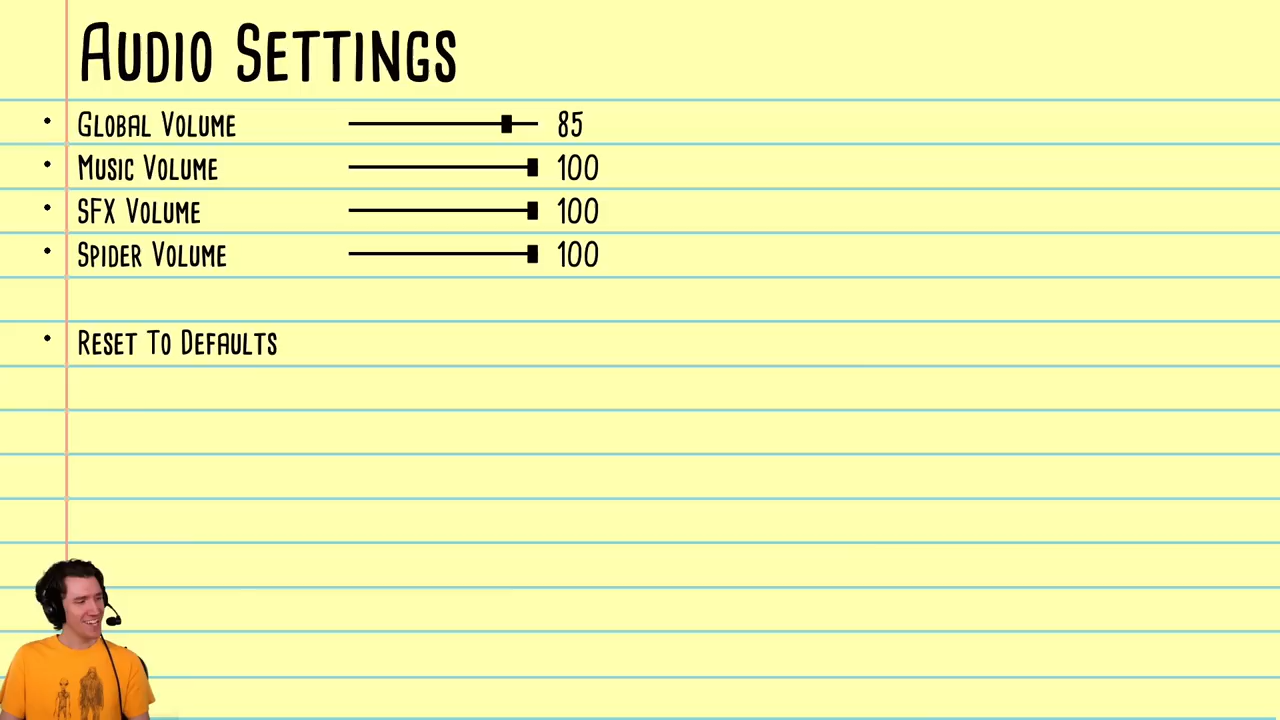 Audio Settings
• Global Volume 85
• Music Volume 100
• SFX Volume 100
• Spider Volume 100
• Reset To Defaults